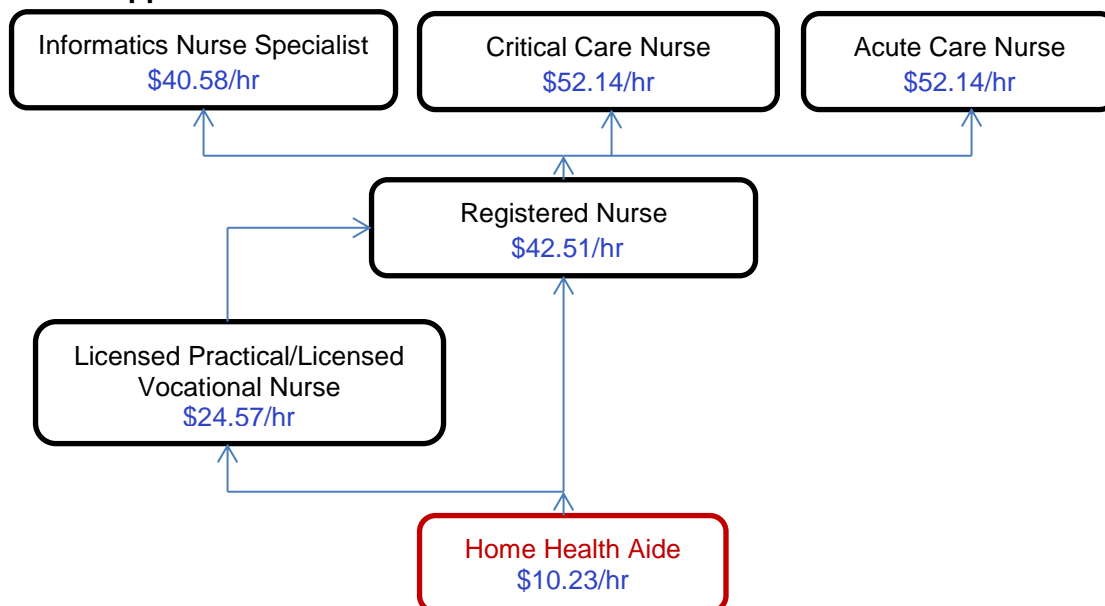 Informatics Nurse Specialist
$40.58/hr
Critical Care Nurse
$52.14/hr
Acute Care Nurse
$52.14/hr
Registered Nurse
$42.51/hr
Licensed Practical/Licensed
Vocational Nurse
$24.57/hr
Home Health Aide
$10.23/hr